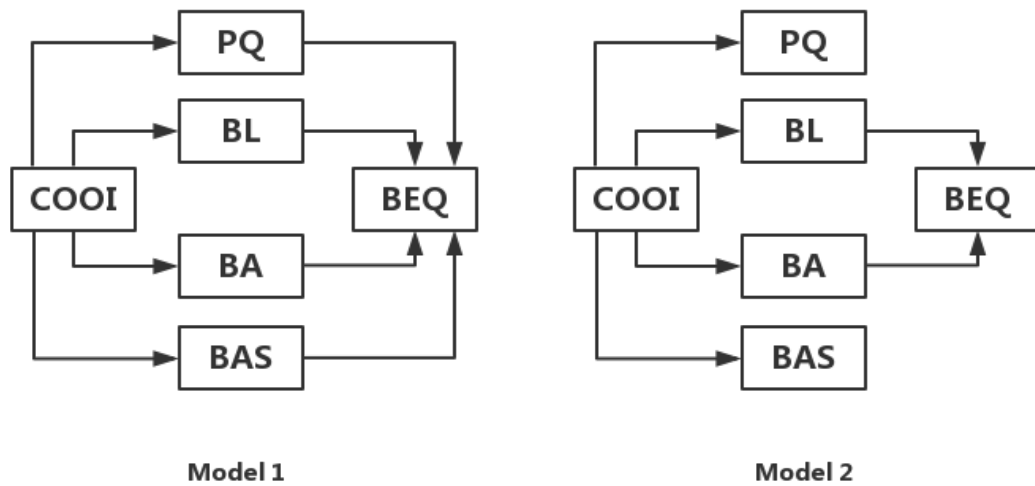 PQ
PQ
BL
BL
COOI
BEQ
COOI
BEQ
BA
BA
BAS
BAS
Model 1
Model 2